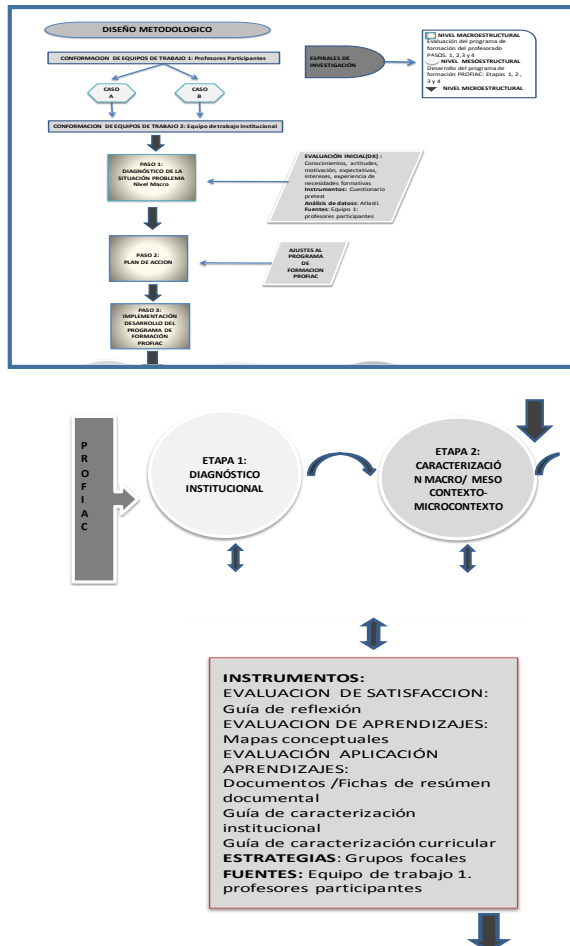 DISEÑO METODOLOGICO
CONFORMACION DE EQUIPOS DE TRABAJO 1: Profesores Participantes
CASO
A
CASO
B
CONFORMACION DE EQUIPOS DE TRABAJO 2: Equipo de trabajo institucional
ESPIRALES DE
INVESTIGACIÓN
NIVEL MACROESTRUCTURAL
Evaluación del programa de
formación del profesorado
PASOS. 1, 2,3 y 4
NIVEL MESOESTRUCTURAL
Desarrollo del programa de
formación PROFIAC: Etapas 1, 2 ,
3 y 4
NIVEL MICROESTRUCTURAL
PASO 1:
DIAGNÓSTICO DE LA
SITUACIÓN PROBLEMA
Nivel Macro
EVALUACIÓN INICIAL(DX) :
Conocimientos, actitudes,
motivación, expectativas,
intereses, experiencia de
necesidades formativas
Instrumentos: Cuestionario
pretest
Análisis de datos: Atlasti.
Fuentes: Equipo 1:
profesores participantes
PASO 2:
PLAN DE ACCION
AJUSTES AL
PROGRAMA
DE
FORMACION
PROFIAC
PASO 3:
IMPLEMENTACIÓN
DESARROLLO DEL
PROGRAMA DE
FORMACIÓN
PROFIAC
P
R
O
F
I
A
C
ETAPA 1:
DIAGNÓSTICO
INSTITUCIONAL
ETAPA 2:
CARACTERIZACIÓ
N MACRO/ MESO
CONTEXTO-
MICROCONTEXTO
INSTRUMENTOS:
EVALUACION DE SATISFACCION:
Guía de reflexión
EVALUACION DE APRENDIZAJES:
Mapas conceptuales
EVALUACIÓN APLICACIÓN
APRENDIZAJES:
Documentos /Fichas de resúmen
documental
Guía de caracterización
institucional
Guía de caracterización curricular
ESTRATEGIAS: Grupos focales
FUENTES: Equipo de trabajo 1.
profesores participantes